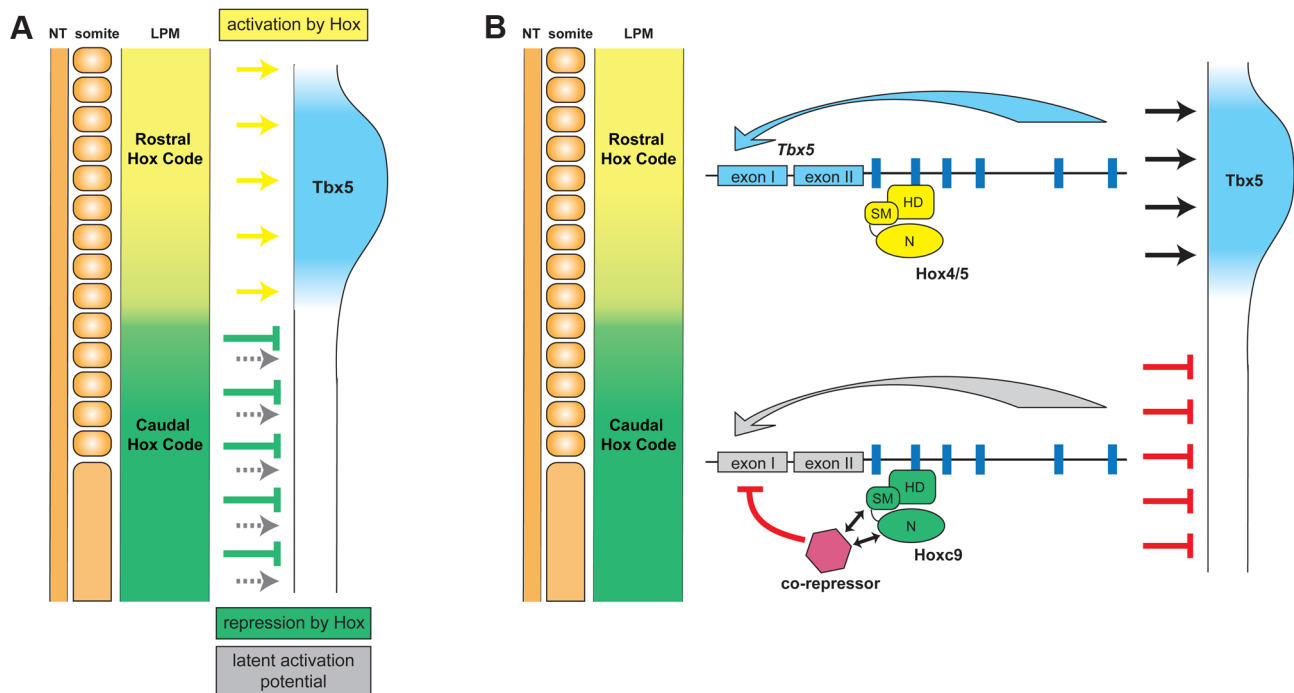 A
NT
somite
LPM
activation by Hox
Rostral
Hox Code
Tbx5
Caudal
Hox Code
repression by Hox
latent activation
potential
B
NT
somite
LPM
Rostral
Hox Code
Caudal
Hox Code
Tbx5
exon I
exon II
HD
SM
N
Hox4/5
Tbx5
exon I
exon II
HD
SM
N
Hoxc9
co-repressor